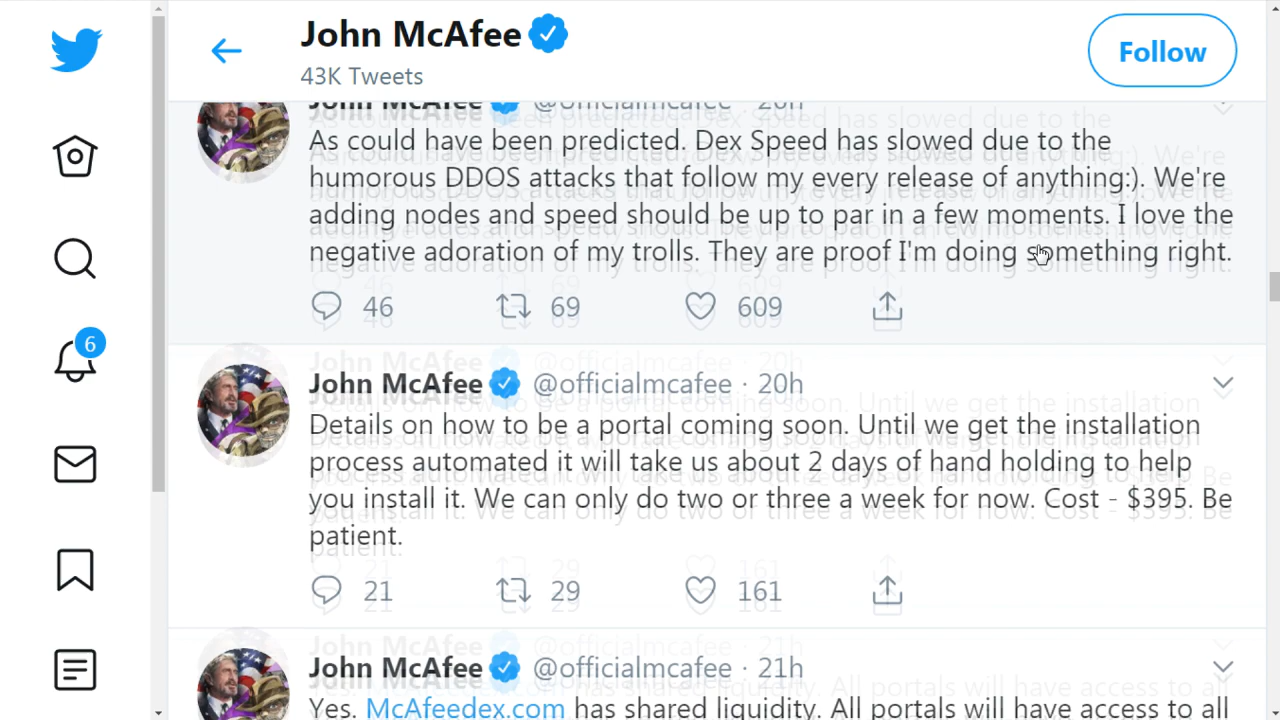 John McAfee
43K Tweets
Follow
John McAfee @officialmcafee · 20h
As could have been predicted. Dex Speed has slowed due to the
humorous DDOS attacks that follow my every release of anything:). We're
adding nodes and speed should be up to par in a few moments. I love the
negative adoration of my trolls. They are proof I'm doing something right.
46 69 609
6
John McAfee @officialmcafee · 20h
Details on how to be a portal coming soon. Until we get the installation
process automated it will take us about 2 days of hand holding to help
you install it. We can only do two or three a week for now. Cost - $395. Be
patient.
21 29 161
John McAfee @officialmcafee · 21h
Yes. McAfeedex.com has shared liquidity. All portals will have access to all